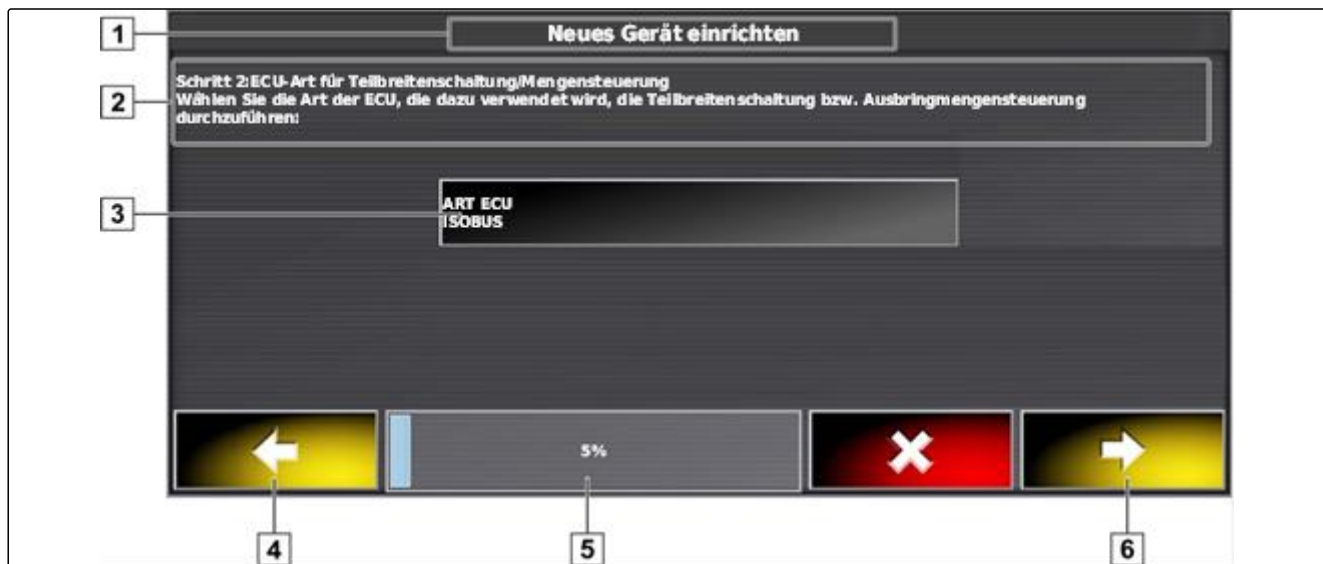 1
Neues Gerät einrichten
2
Schritt 2:ECU-Art für Teilbreitenschaltung/Mengensteuerung
Wählen Sie die Art der ECU, die dazu verwendet wird, die Teilbreitenschaltung bzw. Ausbringmengensteuerung
durchzuführen:
3
ART ECU
ISOBUS
5%
4
5
6